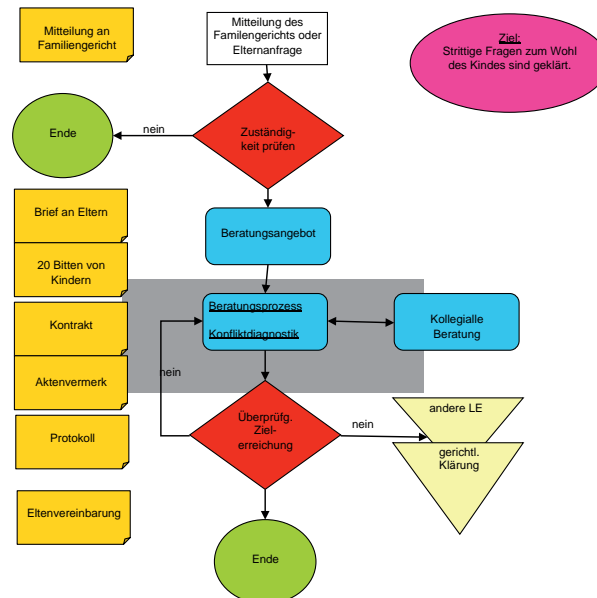 Mitteilung an
Familiengericht
Mitteilung des
Familengerichts oder
Elternanfrage
Ziel:
Strittige Fragen zum Wohl
des Kindes sind geklärt.
Ende
nein
Zuständig-
keit prüfen
Brief an Eltern
Beratungsangebot
20 Bitten von
Kindern
Kontrakt
Beratungsprozess
Konfliktdiagnostik
Kollegialle
Beratung
Aktenvermerk
nein
Überprüfg.
Ziel-
erreichung
nein
andere LE
gerichtl.
Klärung
Protokoll
Eltenvereinbarung
Ende